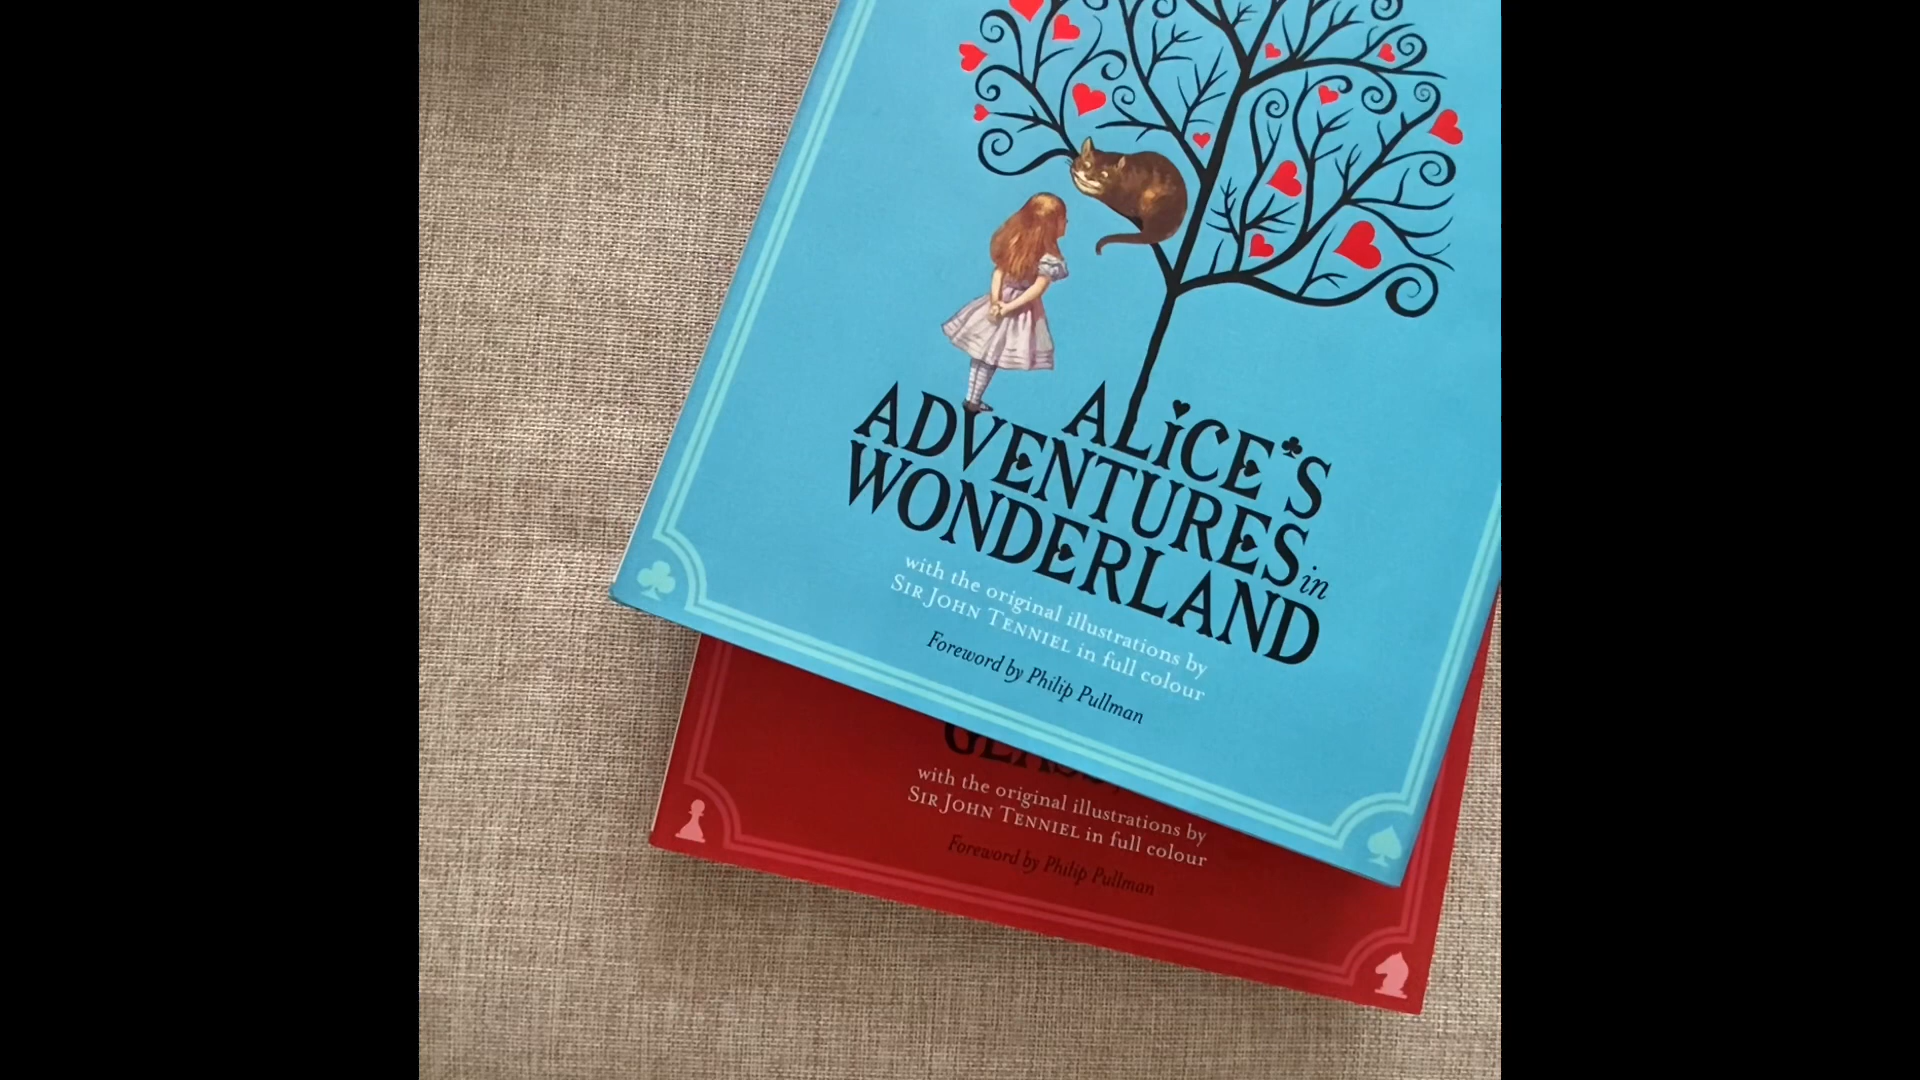 ALiCE'S
ADVENTURES in
WONDERLAND
with the original illustrations by
SIR JOHN TENNIEL in full colour
Foreword by Philip Pullman
with the original illustrations by
SIR JOHN TENNIEL in full colour
Foreword by Philip Pullman